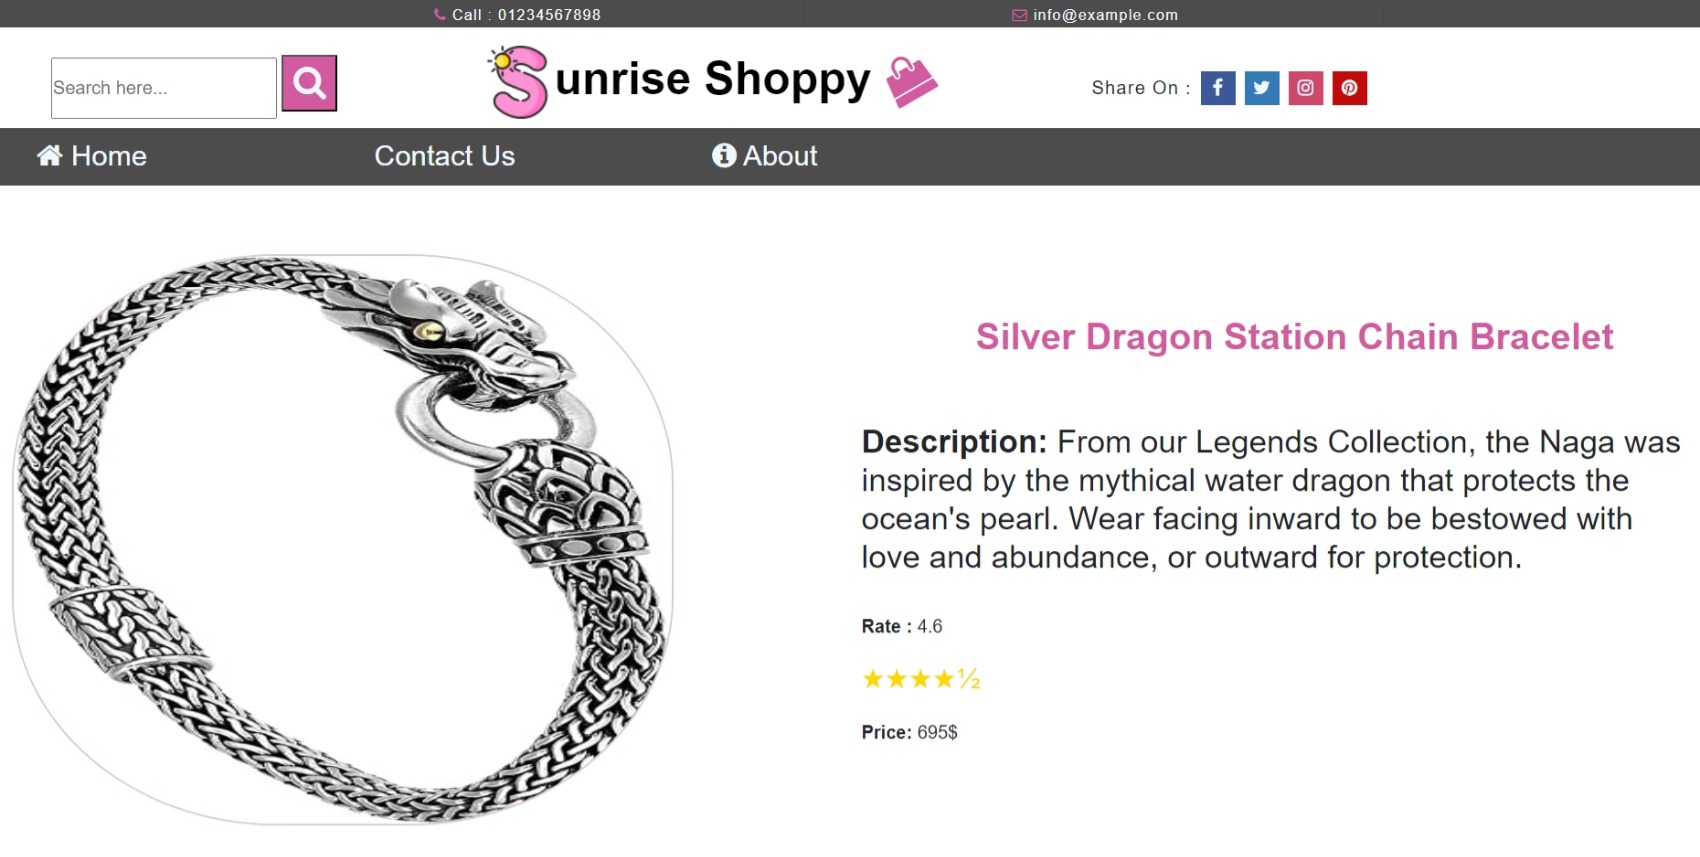 Call : 01234567898
info@example.com
Search here...
Sunrise Shoppy
Share On :
Home
Contact Us
About
Silver Dragon Station Chain Bracelet
Description: From our Legends Collection, the Naga was
inspired by the mythical water dragon that protects the
ocean's pearl. Wear facing inward to be bestowed with
love and abundance, or outward for protection.
Rate : 4.6
★★★★½
Price: 695$